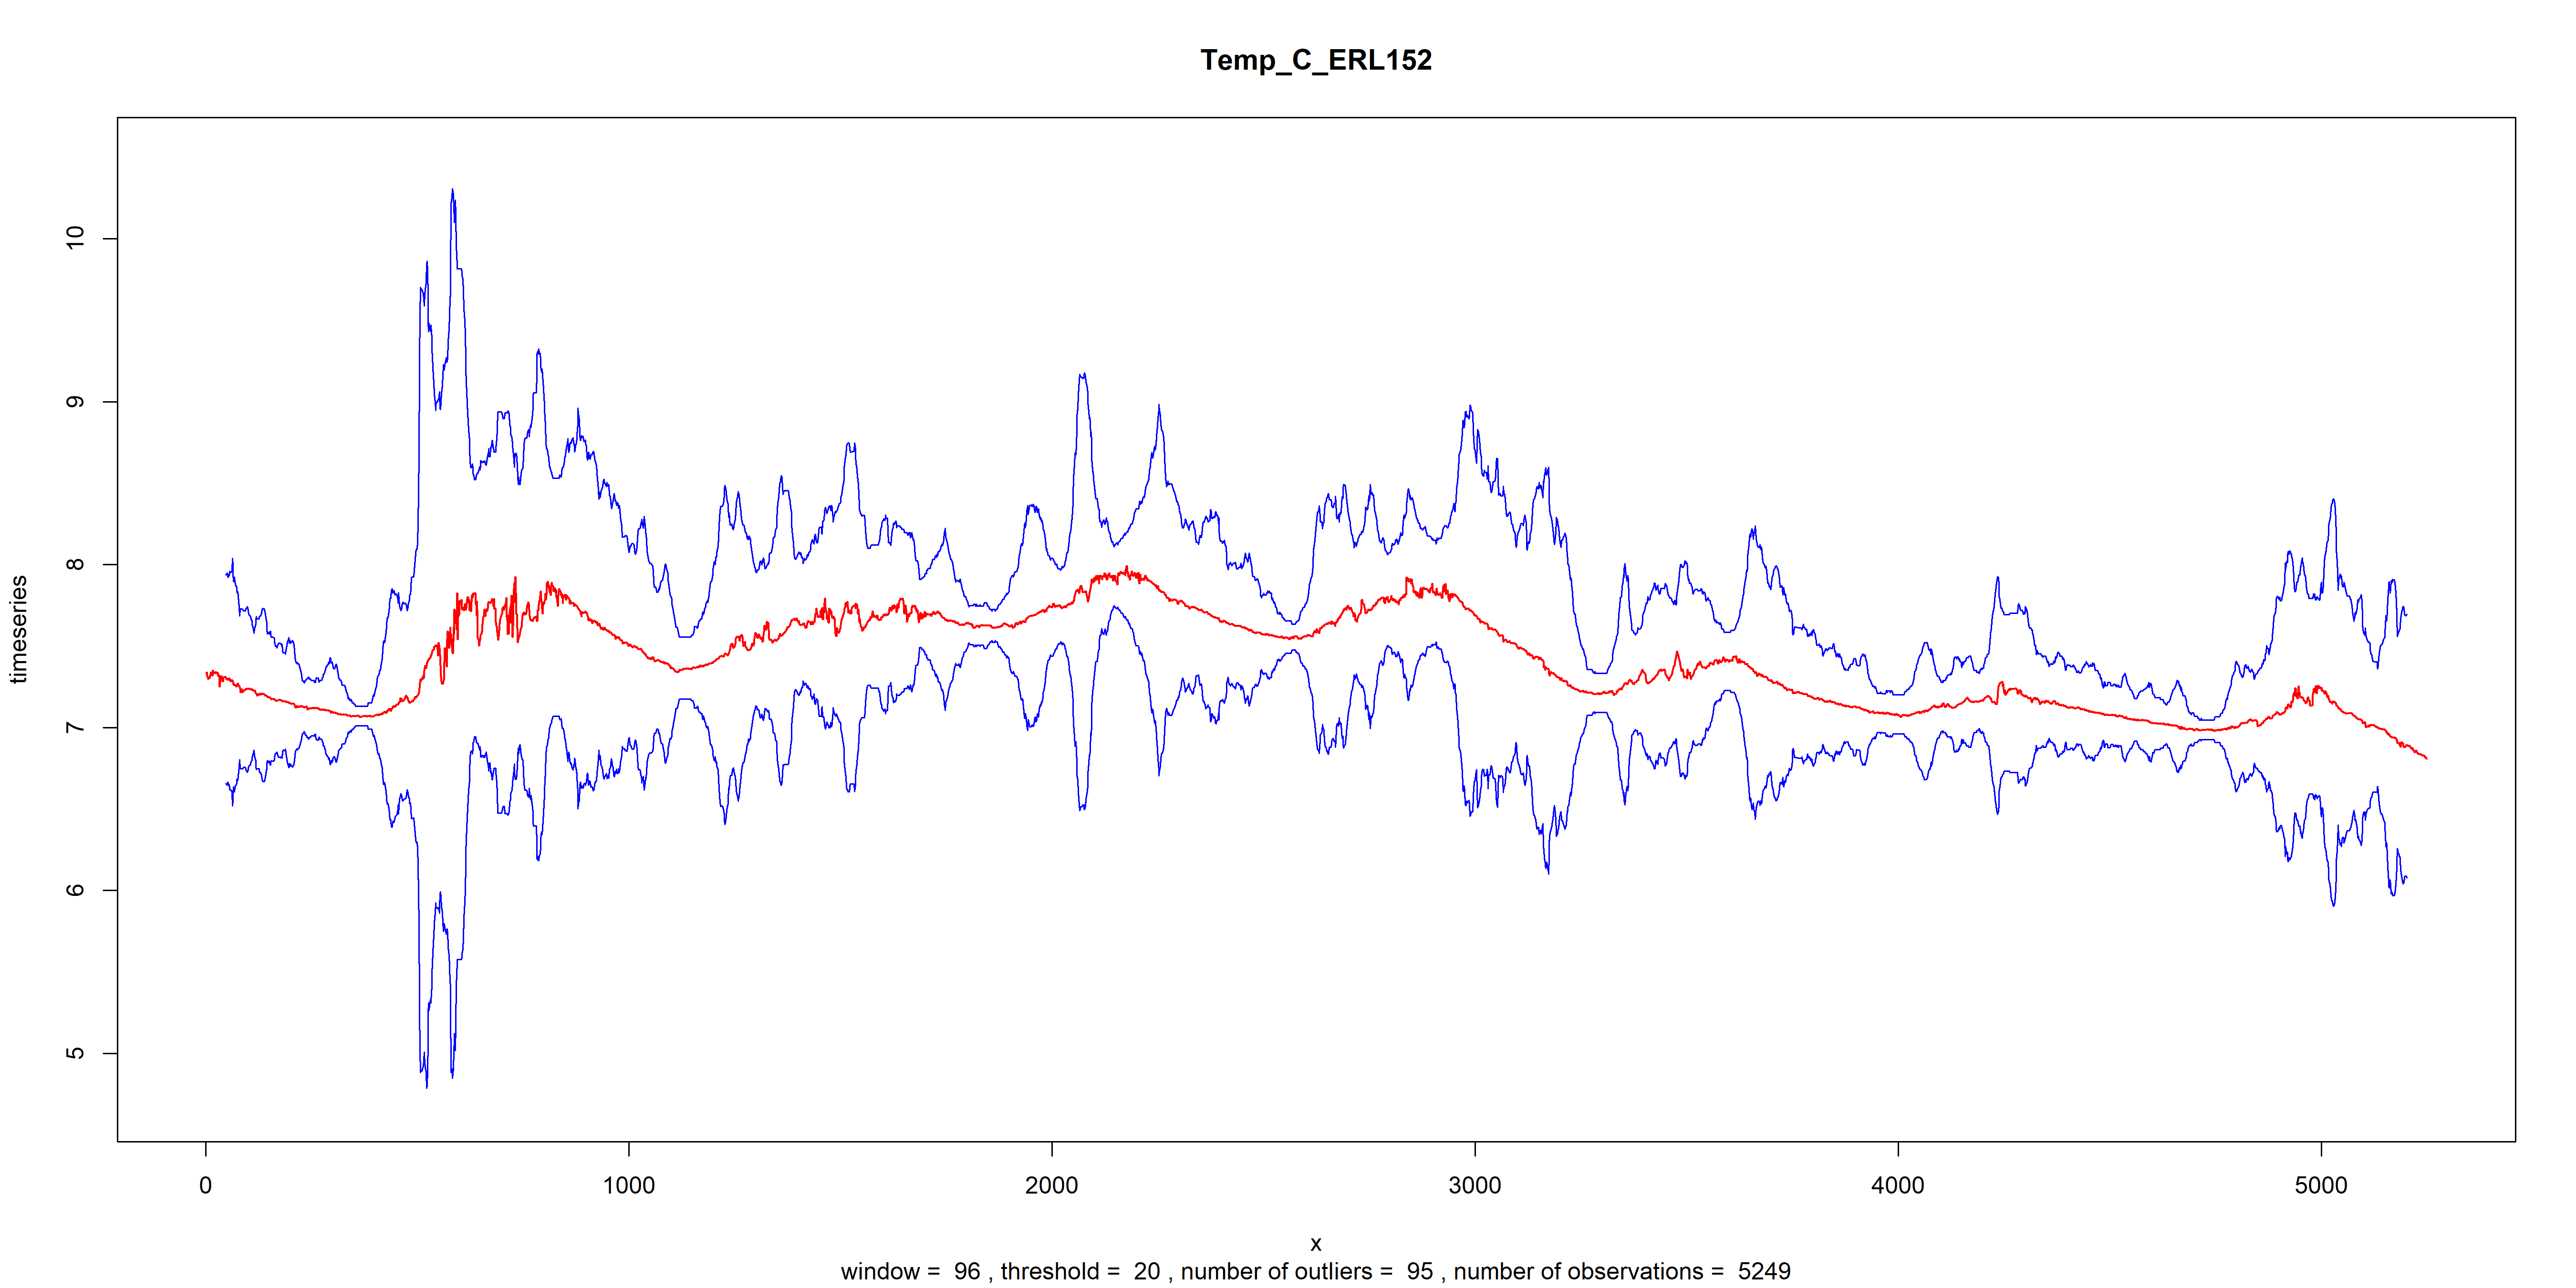 Temp_C_ERL152
timeseries
10
9
8
7
6
5
0 1000 2000 3000 4000 5000
x
window =  96 , threshold =  20 , number of outliers =  95 , number of observations =  5249